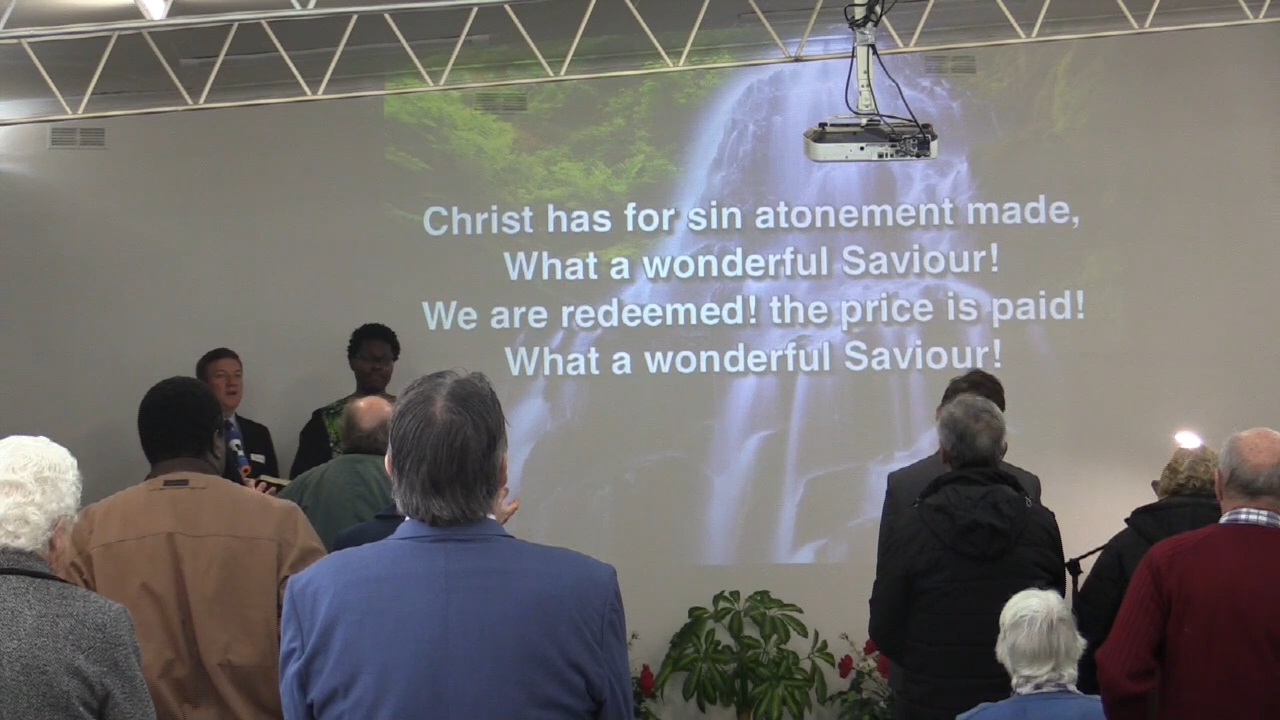 Christ has for sin atonement made,
What a wonderful Saviour!
We are redeemed! the price is paid!
What a wonderful Saviour!